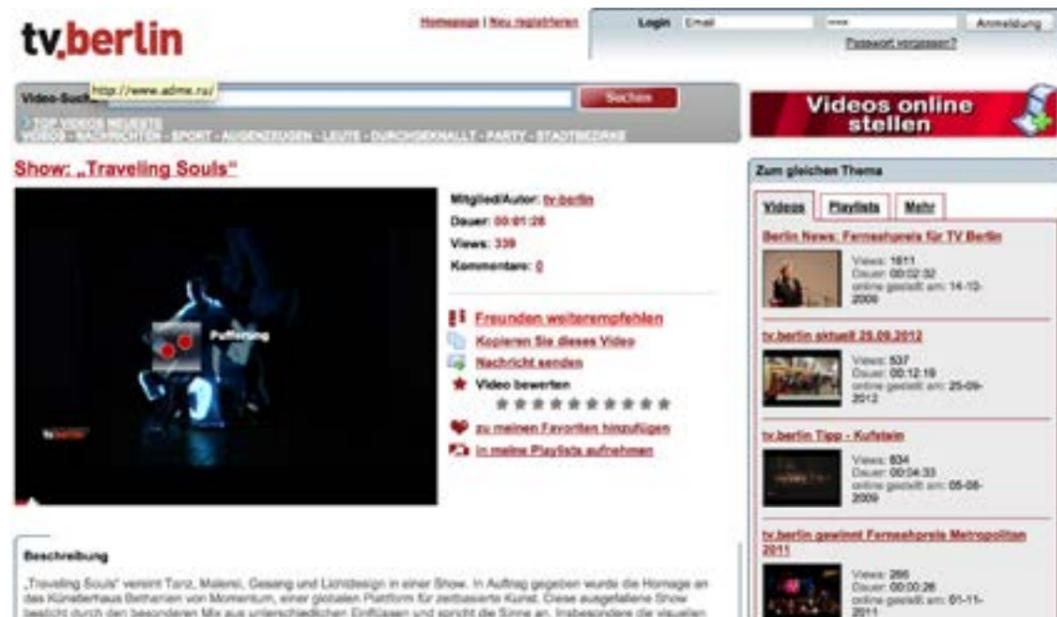 tv.berlin
Homepage | Neu registrieren
Login Email Anmeldung
Passwort vergessen?
Video-Suche
http://www.adme.ru/
Suchen
TOP VIDEOS NEUESTE
VIDEOS - NACHRICHTEN - SPORT - AUGENZEUGEN - LEUTE - DURCHGEKNALLT - PARTY - STADTBEZIRKE
Videos online
stellen
Show: „Traveling Souls“
Pufferung
tv.berlin
Mitglied/Autor: tv-berlin
Dauer: 00:01:28
Views: 339
Kommentare: 0
Freunden weiterempfehlen
Kopieren Sie dieses Video
Nachricht senden
Video bewerten
zu meinen Favoriten hinzufügen
in meine Playlists aufnehmen
Beschreibung
„Traveling Souls“ vereint Tanz, Malerei, Gesang und Lichtdesign in einer Show. In Auftrag gegeben wurde die Homage an
das Künstlerhaus Bethanien von Momentum, einer globalen Plattform für zeitbasierte Kunst. Diese ausgefallene Show
besticht durch den besonderen Mix aus unterschiedlichen Einflüssen und spricht die Sinne an. Insbesondere die visuellen
Zum gleichen Thema
Videos Playlists Mehr
Berlin News: Fernsehpreis für TV Berlin
Views: 1611
Dauer: 00:02:32
online gestellt am: 14-10-
2009
tv.berlin aktuell 25.09.2012
Views: 537
Dauer: 00:12:19
online gestellt am: 25-09-
2012
tv.berlin Tipp - Kufstein
Views: 834
Dauer: 00:04:33
online gestellt am: 05-08-
2009
tv.berlin gewinnt Fernsehpreis Metropolitan
2011
Views: 266
Dauer: 00:00:26
online gestellt am: 01-11-
2011